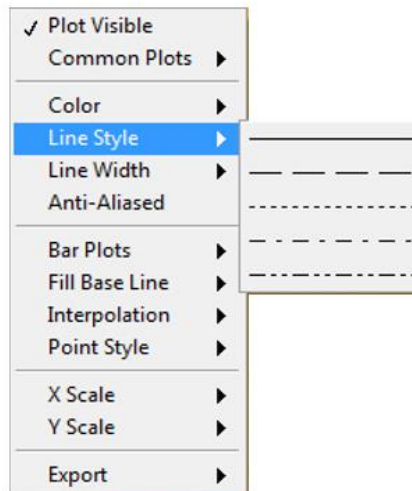 Plot Visible
Common Plots
Color
Line Style
Line Width
Anti-Aliased
Bar Plots
Fill Base Line
Interpolation
Point Style
X Scale
Y Scale
Export